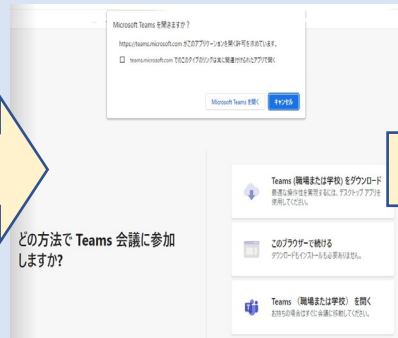 Microsoft Teams を開きますか？
https://teams.microsoft.com がこのアプリケーションを開く許可を求めています。
teams.microsoft.com でのこのタイプのリンクは常に関連付けられたアプリで開く
Microsoft Teams を開く
キャンセル
どの方法で Teams 会議に参加
しますか?
Teams (職場または学校) をダウンロード
最適な操作性を実現するには、デスクトップ アプリを
使用してください。
このブラウザーで続ける
ダウンロードもインストールも必要ありません。
Teams （職場または学校） を開く
お持ちの場合はすぐに会議に移動してください。